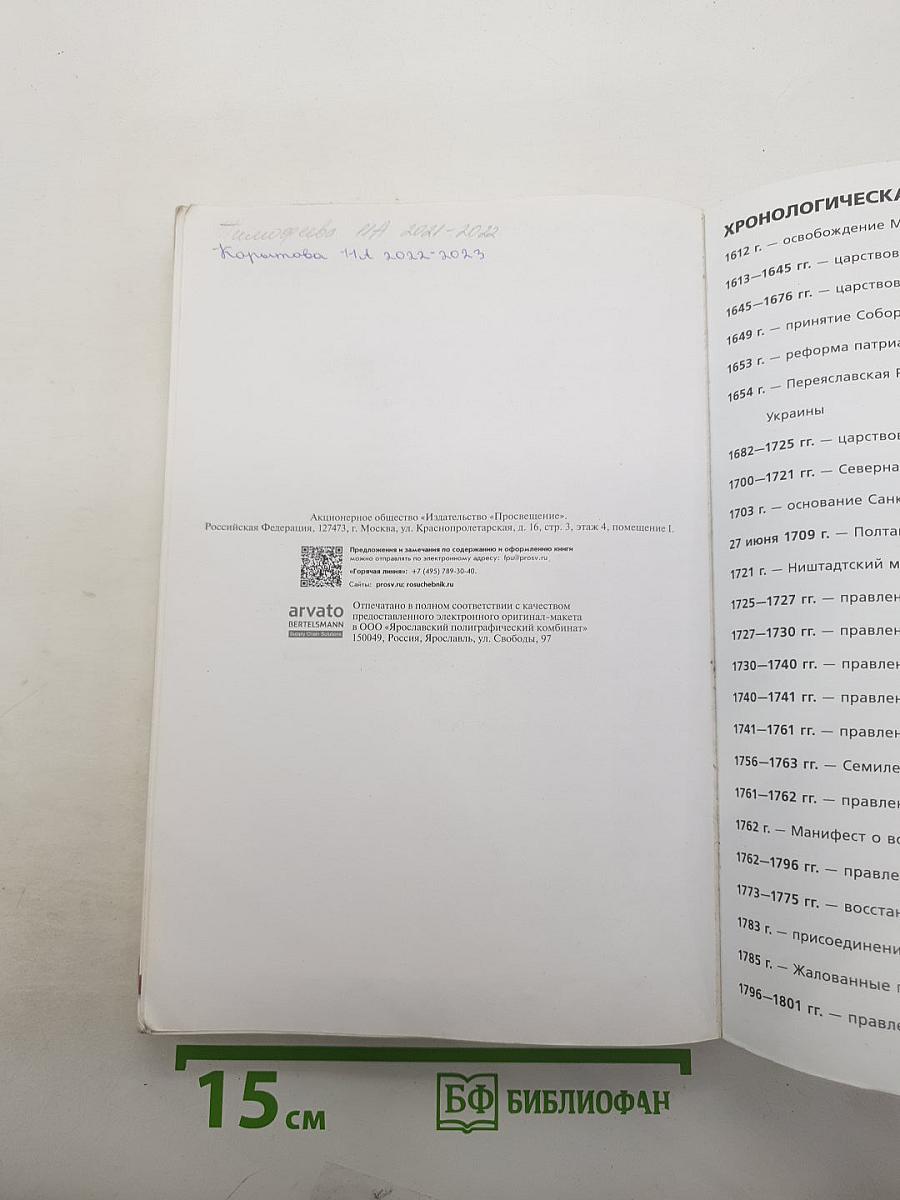 Тимофеева НА 2021-2022
Корытова НА 2022-2023
Акционерное общество «Издательство «Просвещение».
Российская Федерация, 127473, г. Москва, ул. Краснопролетарская, д. 16, стр. 3, этаж 4, помещение I.
Предложения и замечания по содержанию и оформлению книги
можно отправлять по электронному адресу: fpu@prosv.ru
«Горячая линия»: +7 (495) 789-30-40.
Сайты: prosv.ru; rosuchebnik.ru
arvato
BERTELSMANN
Supply Chain Solutions
Отпечатано в полном соответствии с качеством
предоставленного электронного оригинал-макета
в ООО «Ярославский полиграфический комбинат»
150049, Россия, Ярославль, ул. Свободы, 97
ХРОНОЛОГИЧЕСКА
1612 г. — освобождение М
1613—1645 гг. — царствов
1645—1676 гг. — царствов
1649 г. — принятие Собор
1653 г. — реформа патриа
1654 г. — Переяславская Р
Украины
1682—1725 гг. — царствов
1700—1721 гг. — Северна
1703 г. — основание Санк
27 июня 1709 г. — Полтав
1721 г. — Ништадтский м
1725—1727 гг. — правлен
1727—1730 гг. — правлен
1730—1740 гг. — правлен
1740—1741 гг. — правлен
1741—1761 гг. — правлен
1756—1763 гг. — Семиле
1761—1762 гг. — правлен
1762 г. — Манифест о во
1762—1796 гг. — правле
1773—1775 гг. — восстан
1783 г. — присоединени
1785 г. — Жалованные г
1796—1801 гг. — правле
15 см
БФ БИБЛИОФАН